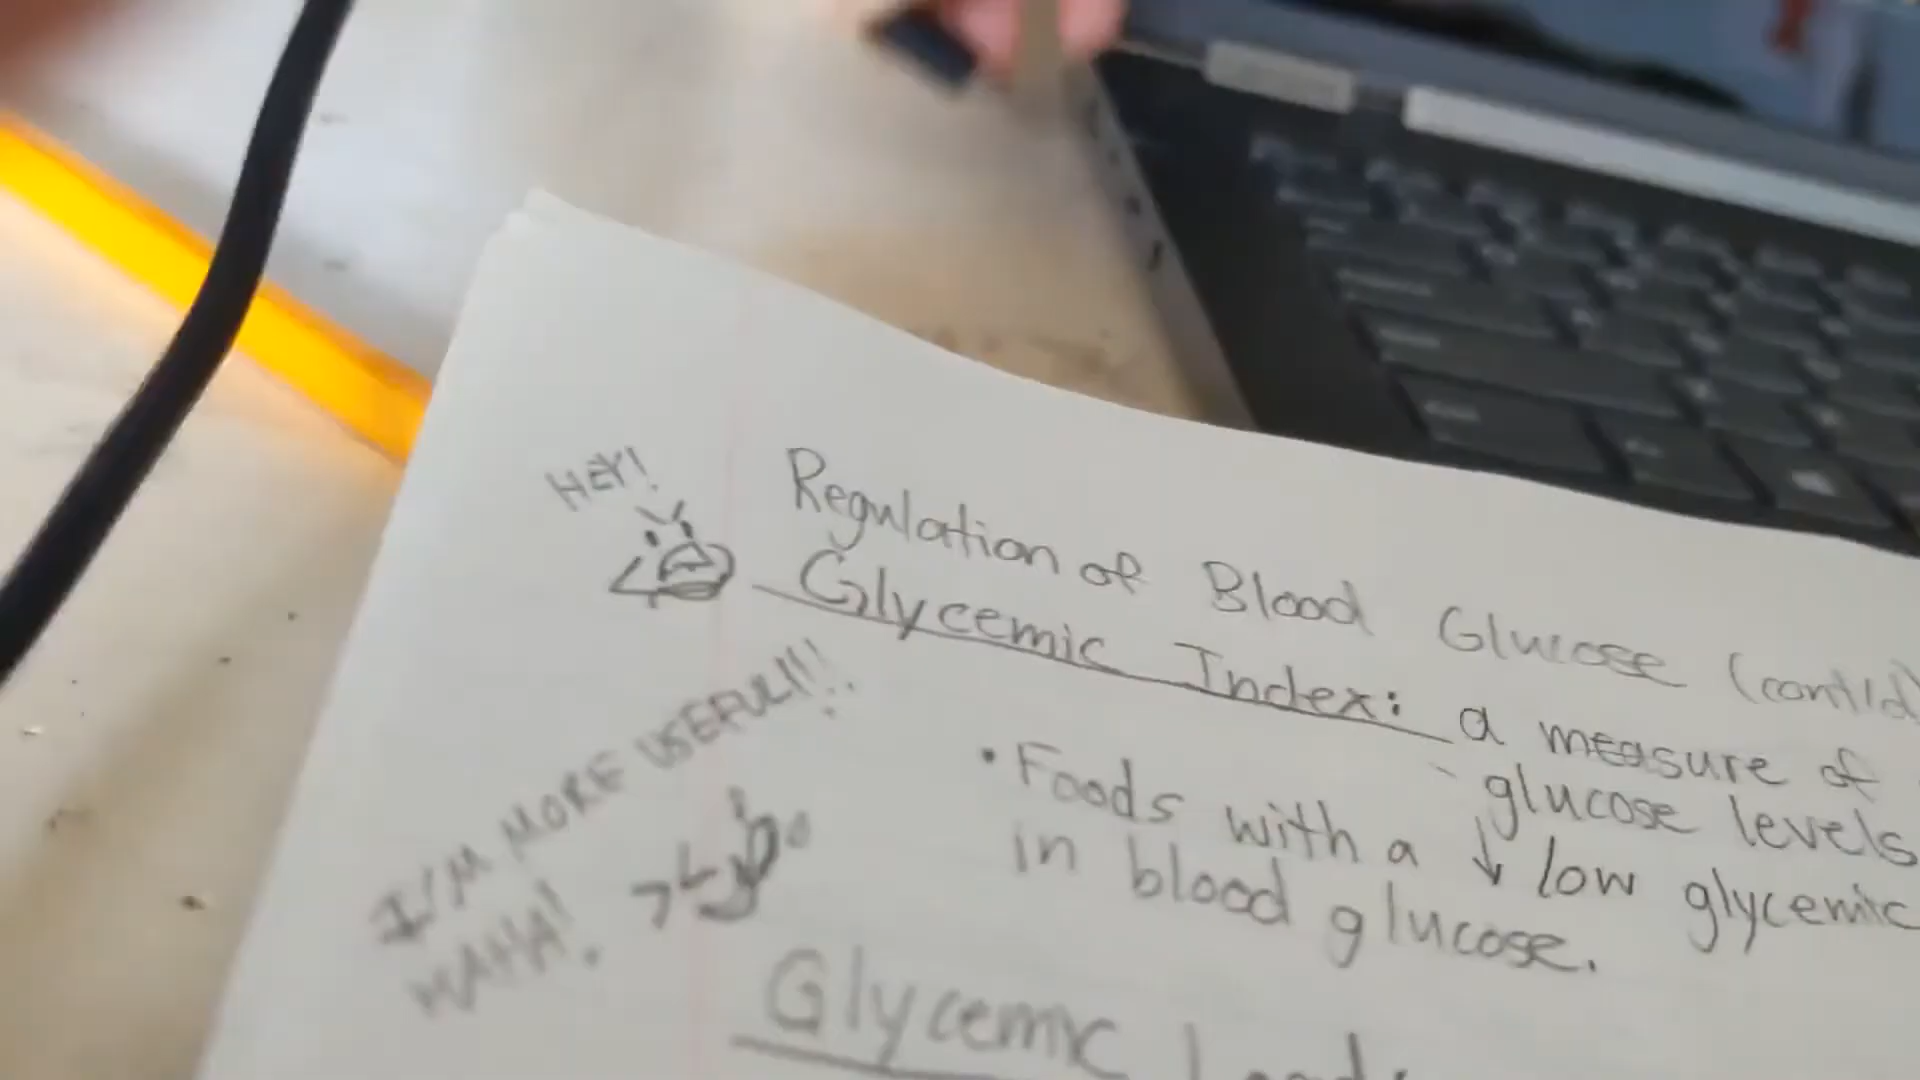 HEY!
Regulation of Blood Glucose (cont'd)
Glycemic Index: a measure of
glucose levels
• Foods with a ↓ low glycemic
in blood glucose.
I'M MORE USEFUL!!!
HAHA!
Glycemic Load: